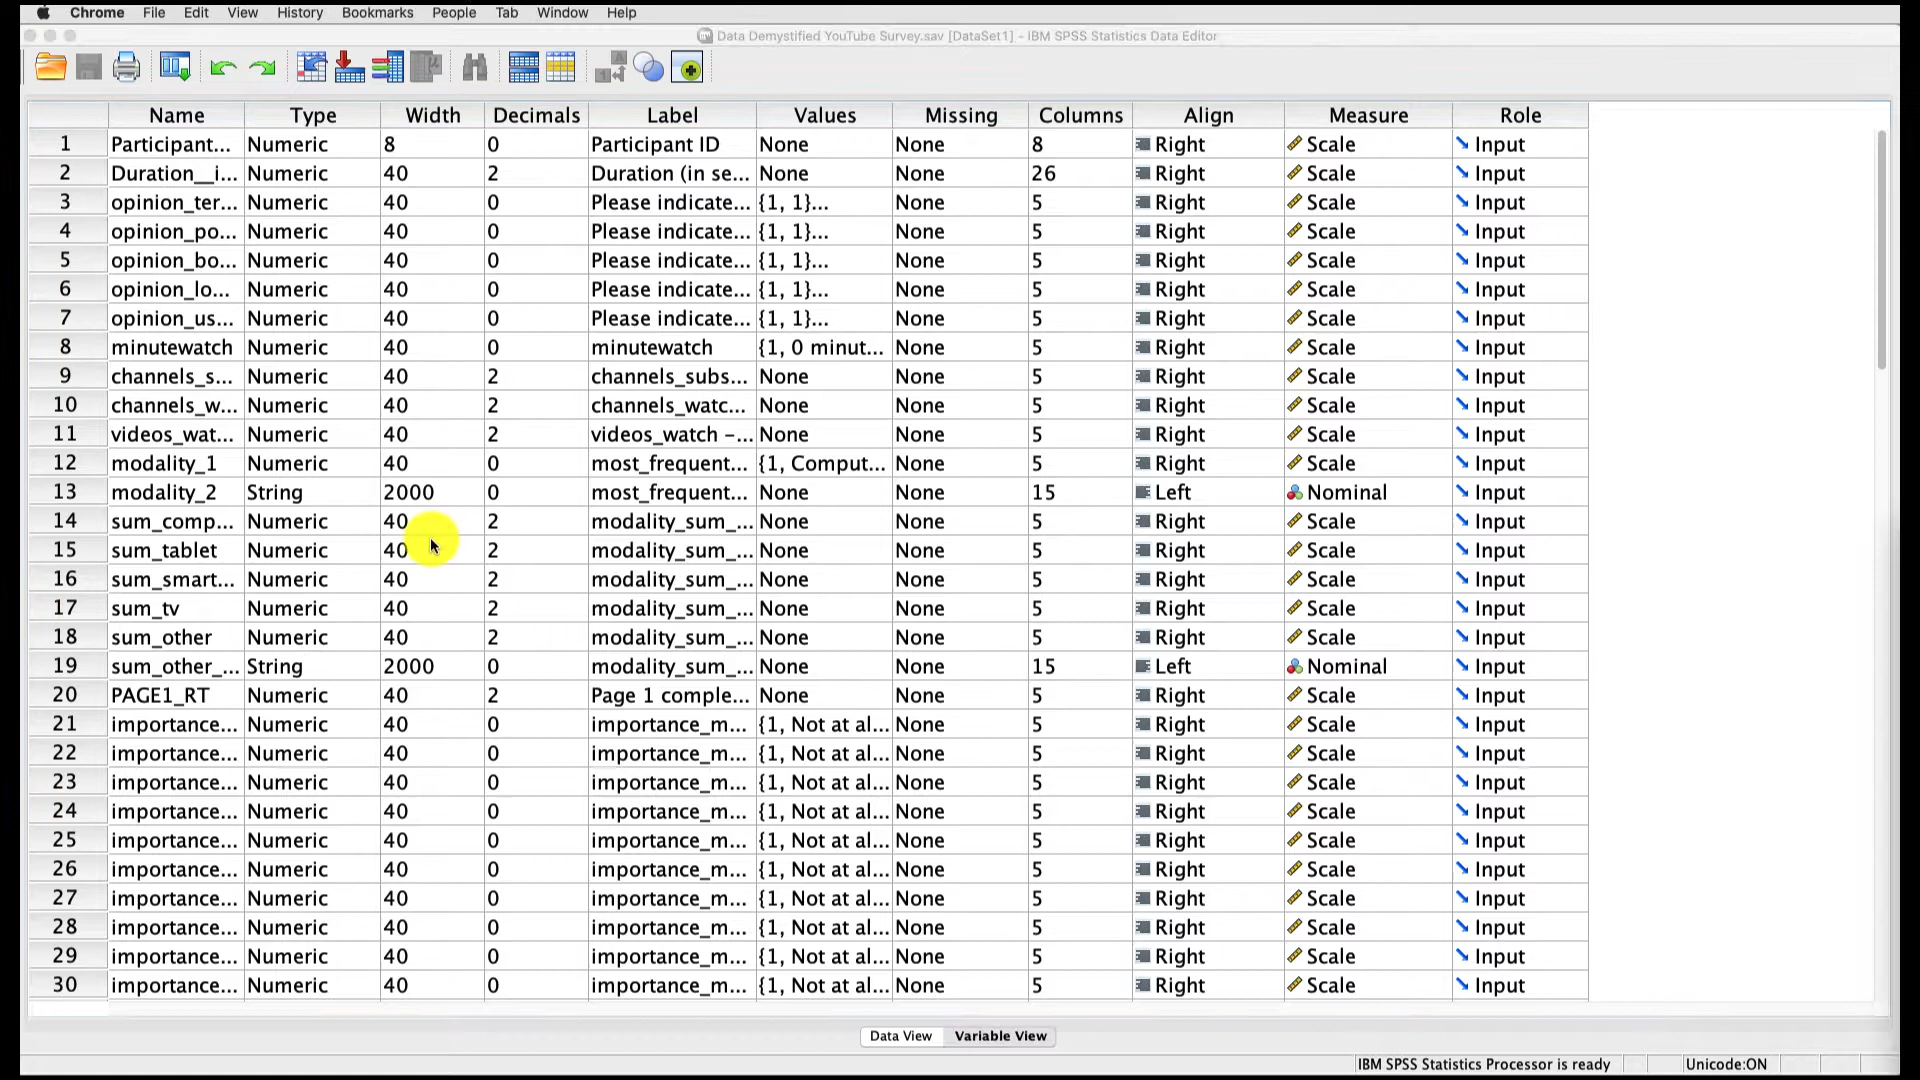 Chrome File Edit View History Bookmarks People Tab Window Help
Data Demystified YouTube Survey.sav [DataSet1] - IBM SPSS Statistics Data Editor
Name Type Width Decimals Label Values Missing Columns Align Measure Role
1 Participant... Numeric 8 0 Participant ID None None 8 Right Scale Input
2 Duration__i... Numeric 40 2 Duration (in se... None None 26 Right Scale Input
3 opinion_ter... Numeric 40 0 Please indicate... {1, 1}... None 5 Right Scale Input
4 opinion_po... Numeric 40 0 Please indicate... {1, 1}... None 5 Right Scale Input
5 opinion_bo... Numeric 40 0 Please indicate... {1, 1}... None 5 Right Scale Input
6 opinion_lo... Numeric 40 0 Please indicate... {1, 1}... None 5 Right Scale Input
7 opinion_us... Numeric 40 0 Please indicate... {1, 1}... None 5 Right Scale Input
8 minutewatch Numeric 40 0 minutewatch {1, 0 minut... None 5 Right Scale Input
9 channels_s... Numeric 40 2 channels_subs... None None 5 Right Scale Input
10 channels_w... Numeric 40 2 channels_watc... None None 5 Right Scale Input
11 videos_wat... Numeric 40 2 videos_watch -... None None 5 Right Scale Input
12 modality_1 Numeric 40 0 most_frequent... {1, Comput... None 5 Right Scale Input
13 modality_2 String 2000 0 most_frequent... None None 15 Left Nominal Input
14 sum_comp... Numeric 40 2 modality_sum_... None None 5 Right Scale Input
15 sum_tablet Numeric 40 2 modality_sum_... None None 5 Right Scale Input
16 sum_smart... Numeric 40 2 modality_sum_... None None 5 Right Scale Input
17 sum_tv Numeric 40 2 modality_sum_... None None 5 Right Scale Input
18 sum_other Numeric 40 2 modality_sum_... None None 5 Right Scale Input
19 sum_other_... String 2000 0 modality_sum_... None None 15 Left Nominal Input
20 PAGE1_RT Numeric 40 2 Page 1 comple... None None 5 Right Scale Input
21 importance... Numeric 40 0 importance_m... {1, Not at al... None 5 Right Scale Input
22 importance... Numeric 40 0 importance_m... {1, Not at al... None 5 Right Scale Input
23 importance... Numeric 40 0 importance_m... {1, Not at al... None 5 Right Scale Input
24 importance... Numeric 40 0 importance_m... {1, Not at al... None 5 Right Scale Input
25 importance... Numeric 40 0 importance_m... {1, Not at al... None 5 Right Scale Input
26 importance... Numeric 40 0 importance_m... {1, Not at al... None 5 Right Scale Input
27 importance... Numeric 40 0 importance_m... {1, Not at al... None 5 Right Scale Input
28 importance... Numeric 40 0 importance_m... {1, Not at al... None 5 Right Scale Input
29 importance... Numeric 40 0 importance_m... {1, Not at al... None 5 Right Scale Input
30 importance... Numeric 40 0 importance_m... {1, Not at al... None 5 Right Scale Input
Data View Variable View
IBM SPSS Statistics Processor is ready Unicode:ON